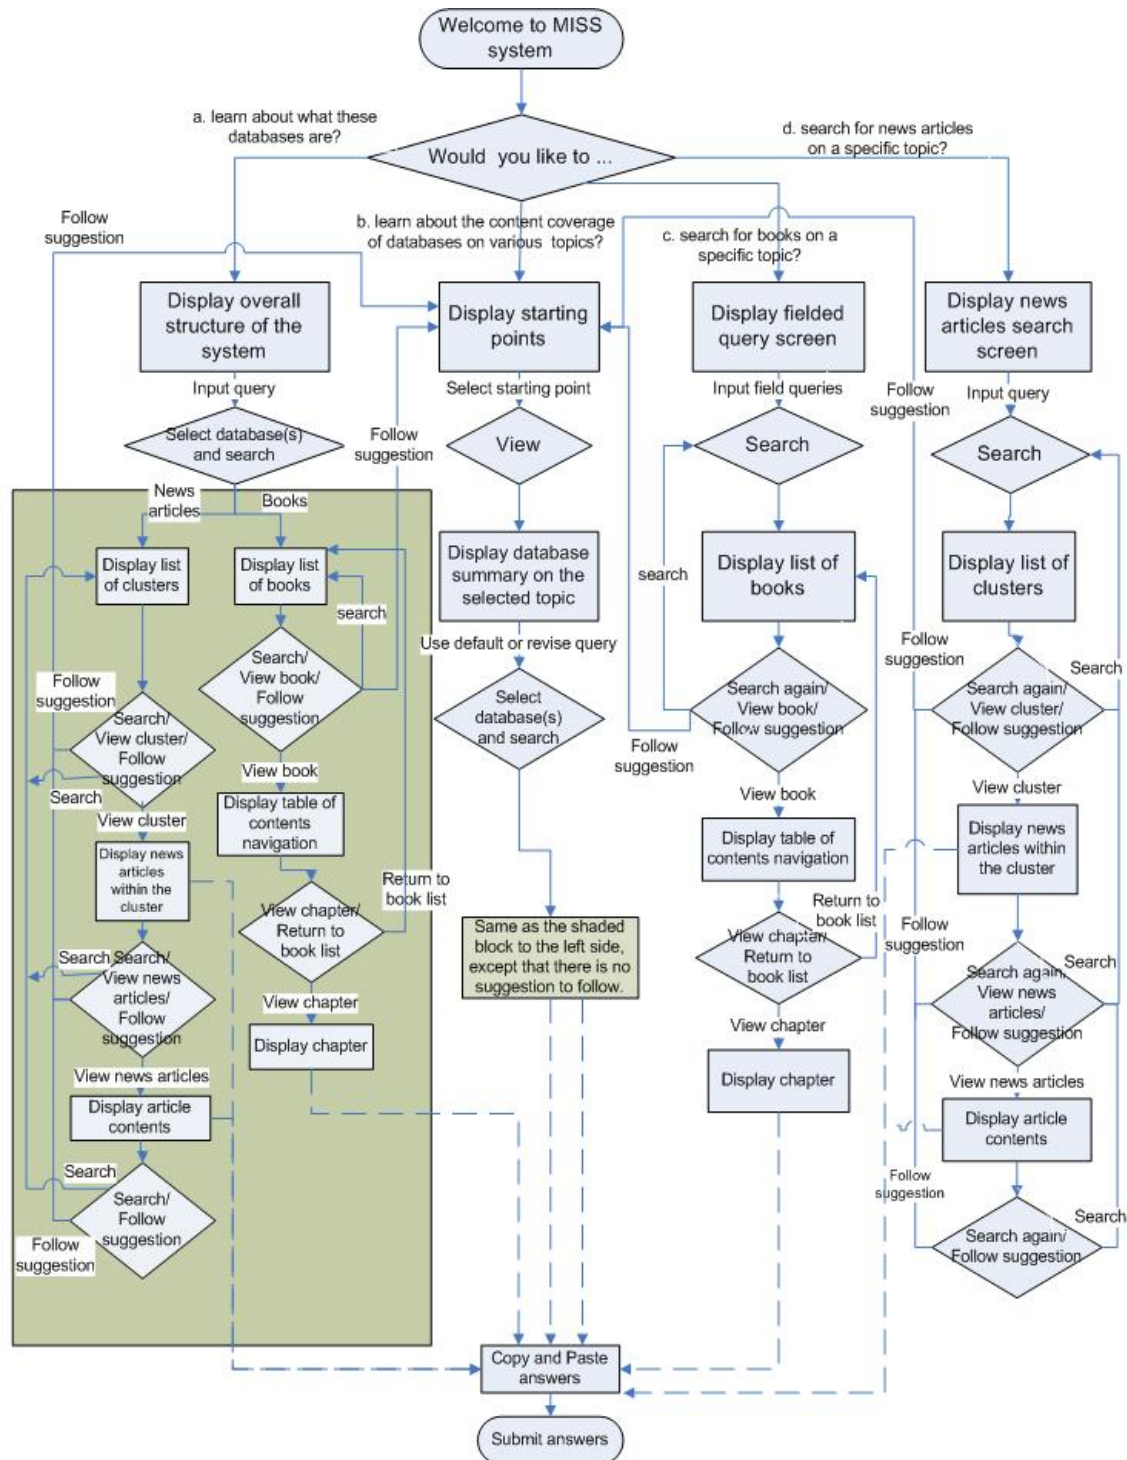 Welcome to MISS
system
a. learn about what these
databases are?
d. search for news articles
on a specific topic?
Would you like to ...
Follow
suggestion
b. learn about the content coverage
of databases on various topics?
c. search for books on a
specific topic?
Display overall
structure of the
system
Display starting
points
Display fielded
query screen
Display news
articles search
screen
Input query
Select starting point
Input field queries
Follow
suggestion
Input query
Select database(s)
and search
Follow
suggestion
View
Search
Search
News
articles
Books
Display list
of clusters
Display list
of books
search
Display database
summary on the
selected topic
search
Display list of
books
Display list of
clusters
Use default or revise query
Follow
suggestion
Search
Follow
suggestion
Search/
View book/
Follow
suggestion
Select
database(s)
and search
Search again/
View book/
Follow suggestion
Search again/
View cluster/
Follow suggestion
Search/
View cluster/
Follow
suggestion
Follow
suggestion
Search
View book
View book
View cluster
View cluster
Display table of
contents
navigation
Display table of
contents navigation
Display news
articles within
the cluster
Display news
articles
within the
cluster
Return to
book list
Return to
book list
View chapter/
Return to
book list
Same as the shaded
block to the left side,
except that there is no
suggestion to follow.
View chapter/
Return to
book list
Follow
suggestion
Search
Search/
View news
articles/
Follow
suggestion
Search
Search again/
View news
articles/
Follow suggestion
View chapter
View chapter
Display chapter
Display chapter
View news articles
View news articles
Display article
contents
Display article
contents
Search
Search/
Follow
suggestion
Follow
suggestion
Follow
suggestion
Search
Search again/
Follow suggestion
Copy and Paste
answers
Submit answers